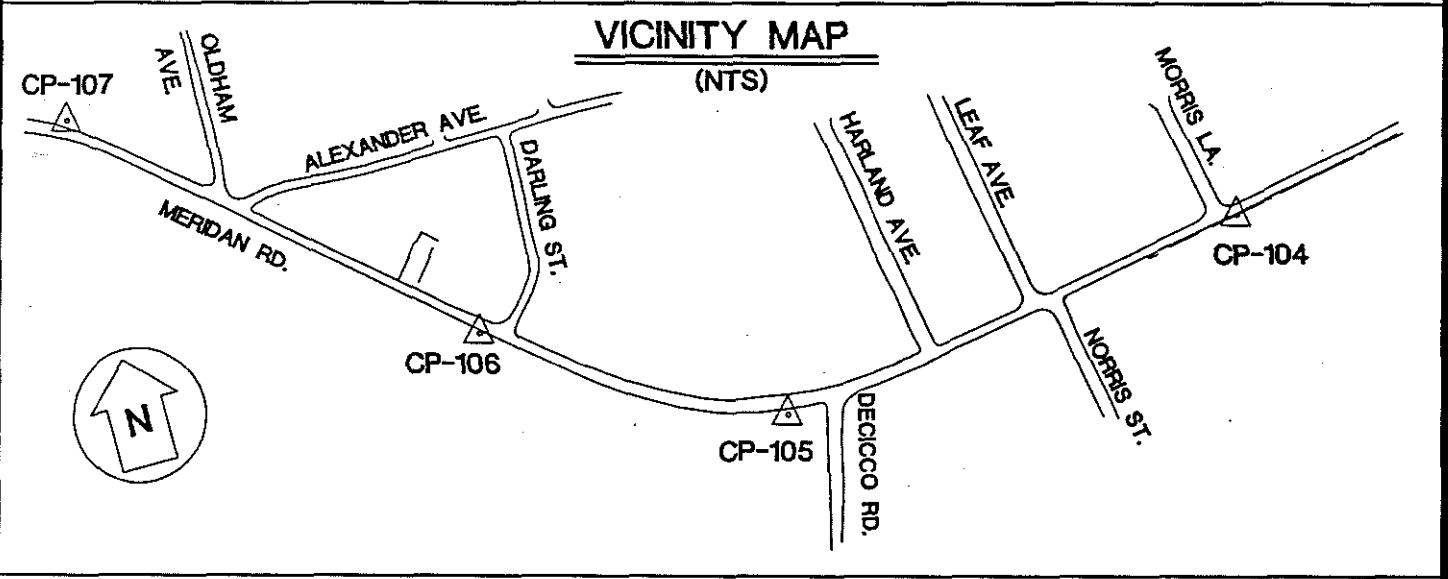 VICINITY MAP
(NTS)
CP-107
OLDHAM
AVE.
ALEXANDER AVE.
DARLING ST.
MERIDAN RD.
HARLAND AVE.
LEAF AVE.
MORRIS LA.
CP-104
CP-106
NORRIS ST.
CP-105
DECICCO RD.
N